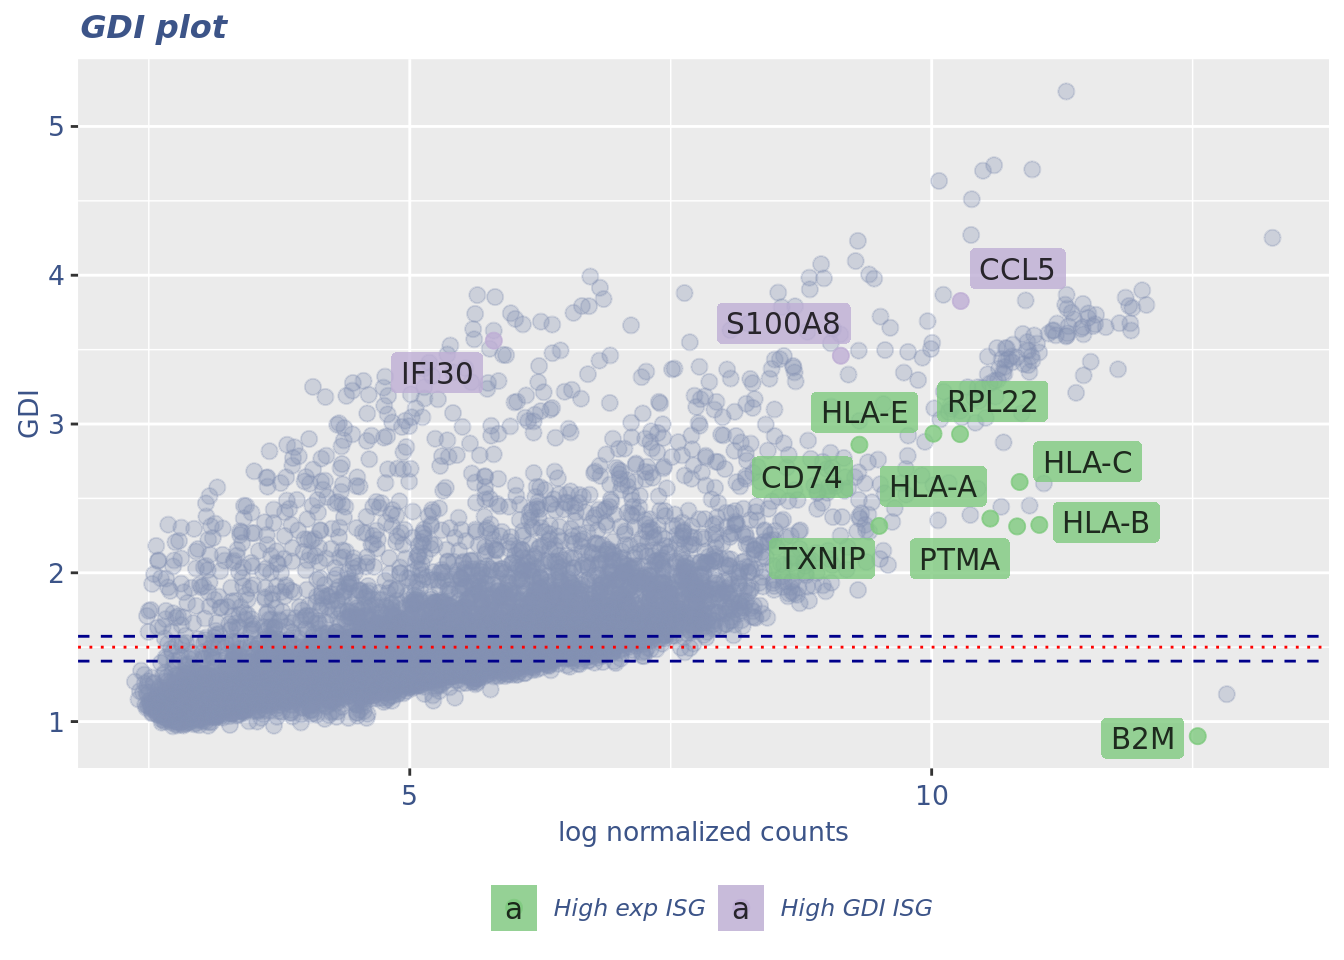 GDI plot
5
4
3
2
1
GDI
CCL5
S100A8
IFI30
RPL22
HLA-E
HLA-C
CD74
HLA-A
HLA-B
TXNIP
PTMA
B2M
5 10
log normalized counts
a High exp ISG a High GDI ISG